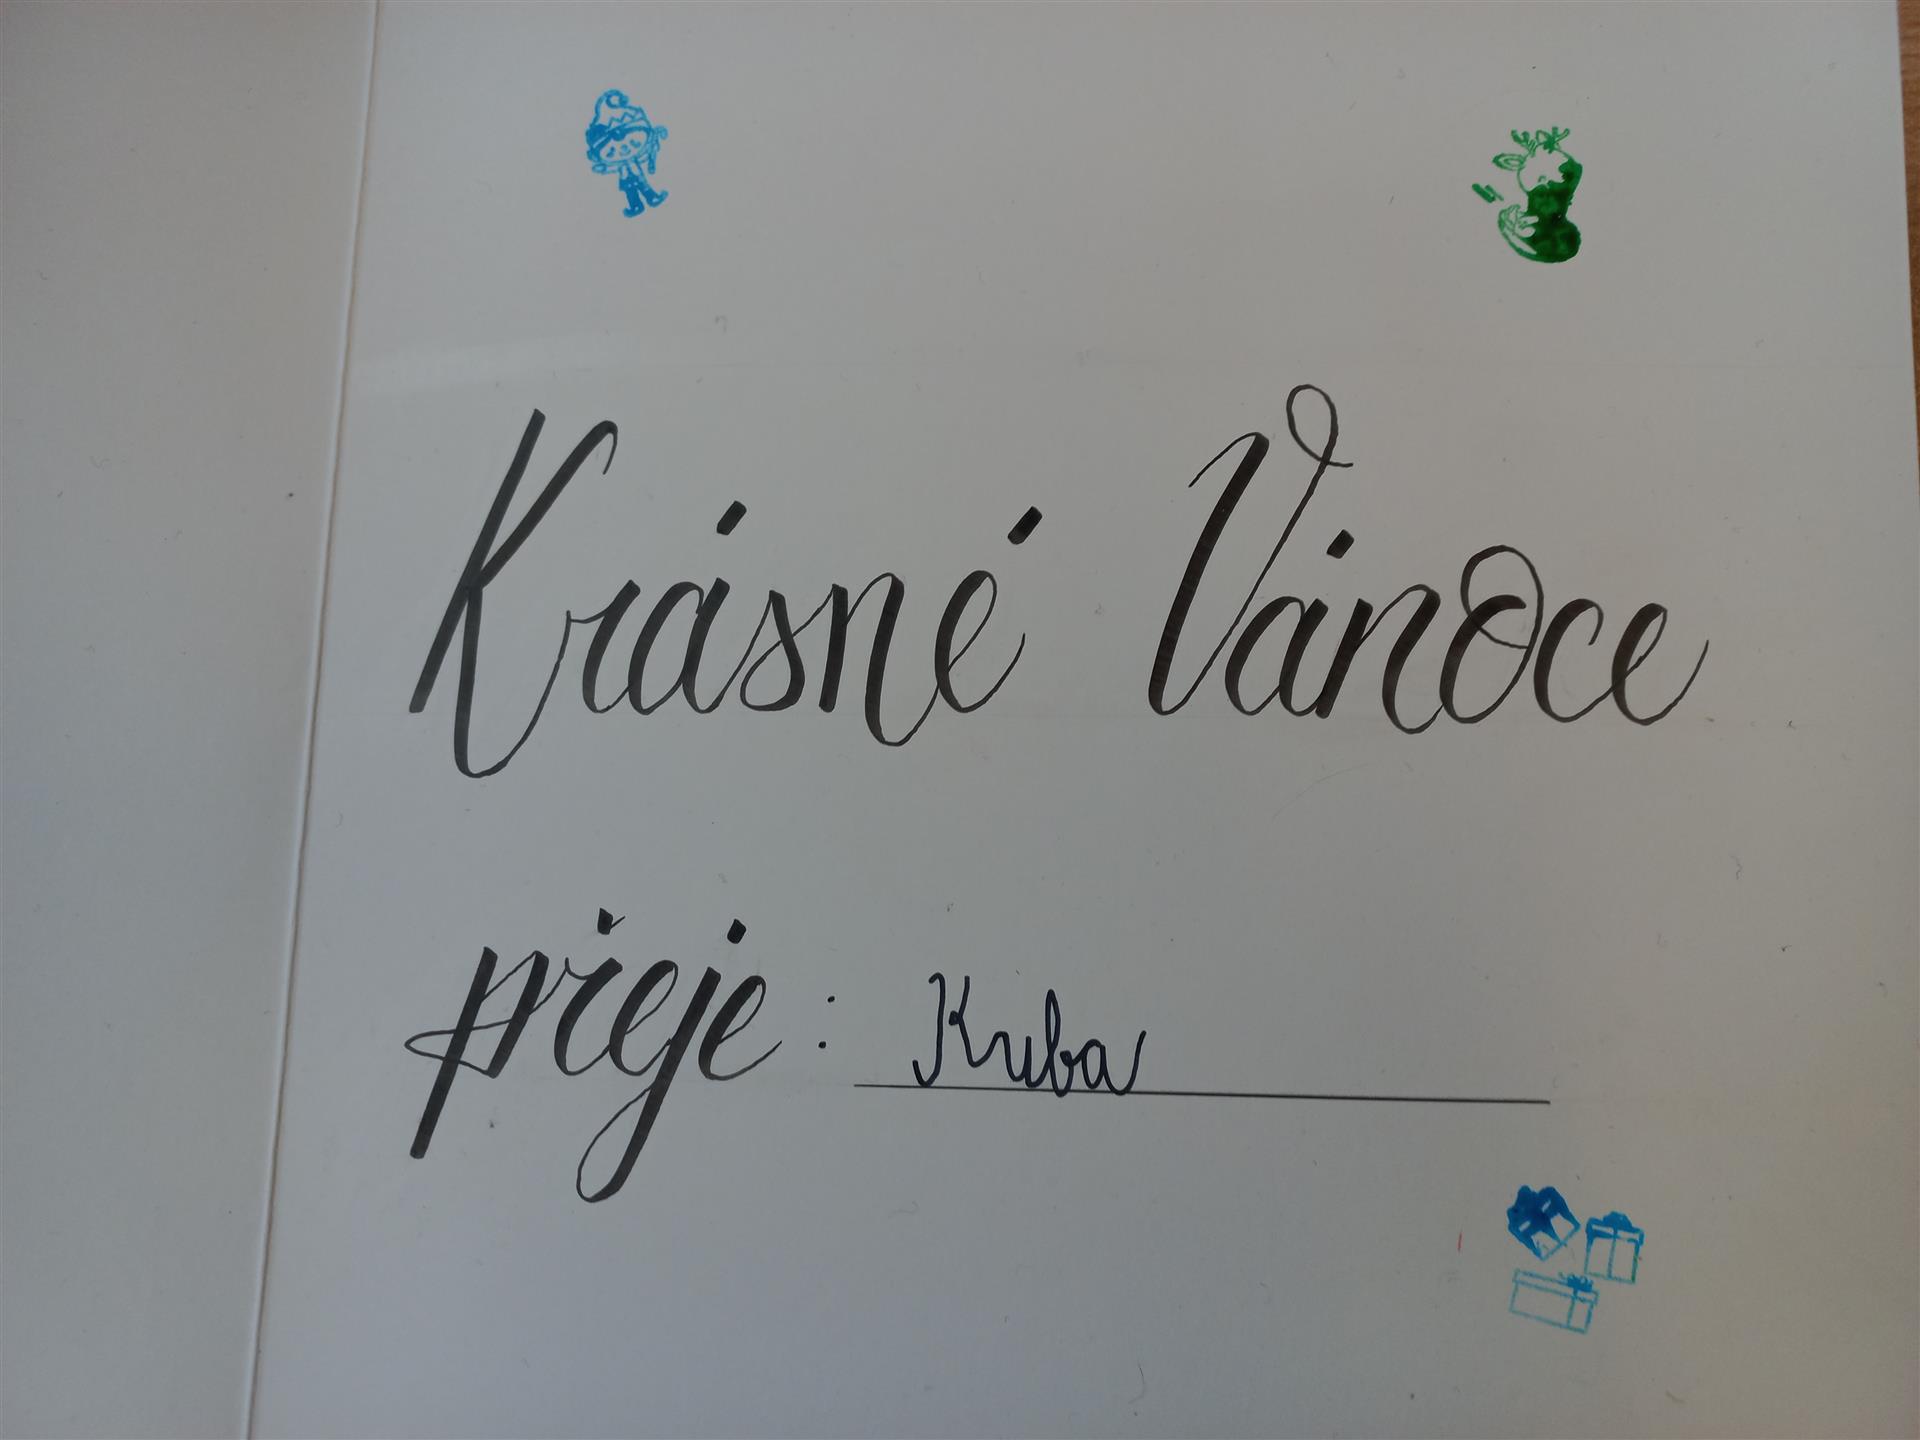 Krásné Vánoce
přeje: Kuba